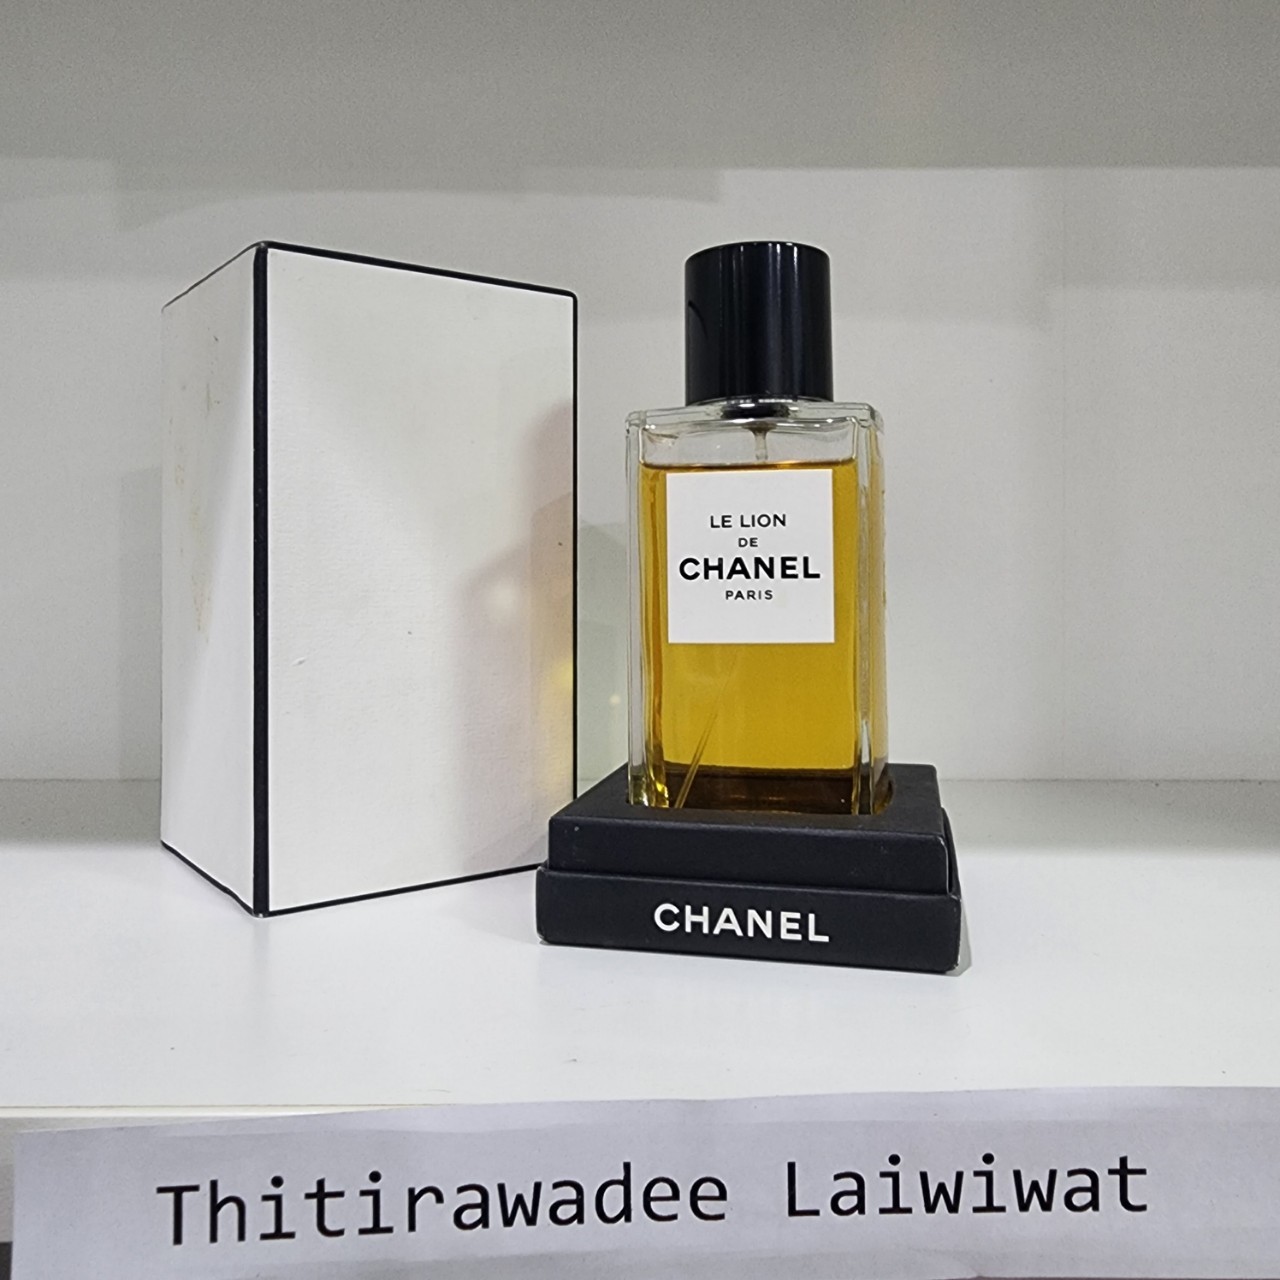 LE LION
DE
CHANEL
PARIS
CHANEL
Thitirawadee Laiwiwat